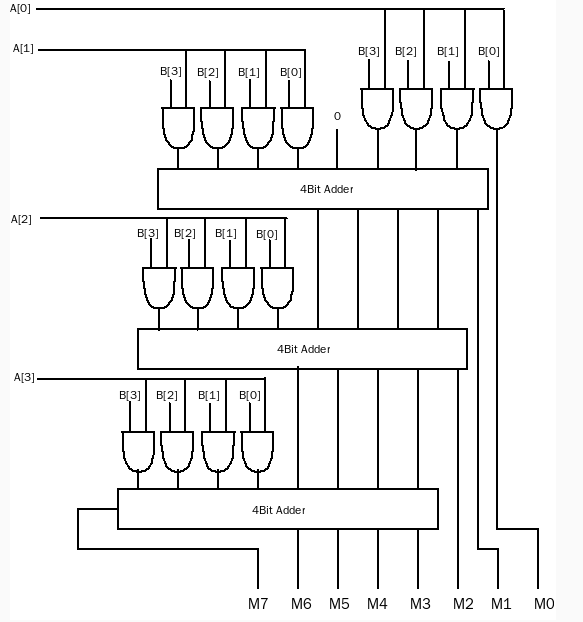 A[0]
A[1]
B[3] B[2] B[1] B[0]
B[3] B[2] B[1] B[0]
0
4Bit Adder
A[2]
B[3] B[2] B[1] B[0]
4Bit Adder
A[3]
B[3] B[2] B[1] B[0]
4Bit Adder
M7 M6 M5 M4 M3 M2 M1 M0